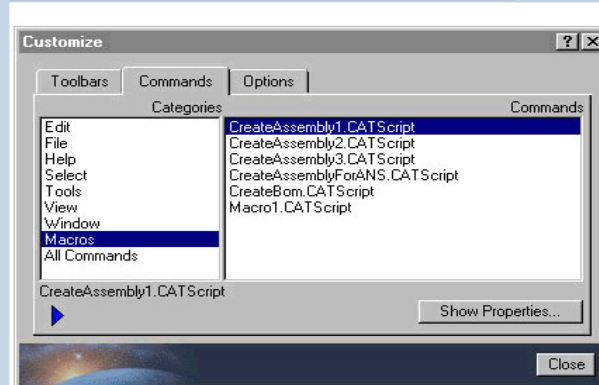 Customize
Toolbars Commands Options
Categories Commands
Edit
File
Help
Select
Tools
View
Window
Macros
All Commands
CreateAssembly1.CATScript
CreateAssembly2.CATScript
CreateAssembly3.CATScript
CreateAssemblyForANS.CATScript
CreateBom.CATScript
Macro1.CATScript
CreateAssembly1.CATScript
Show Properties...
Close